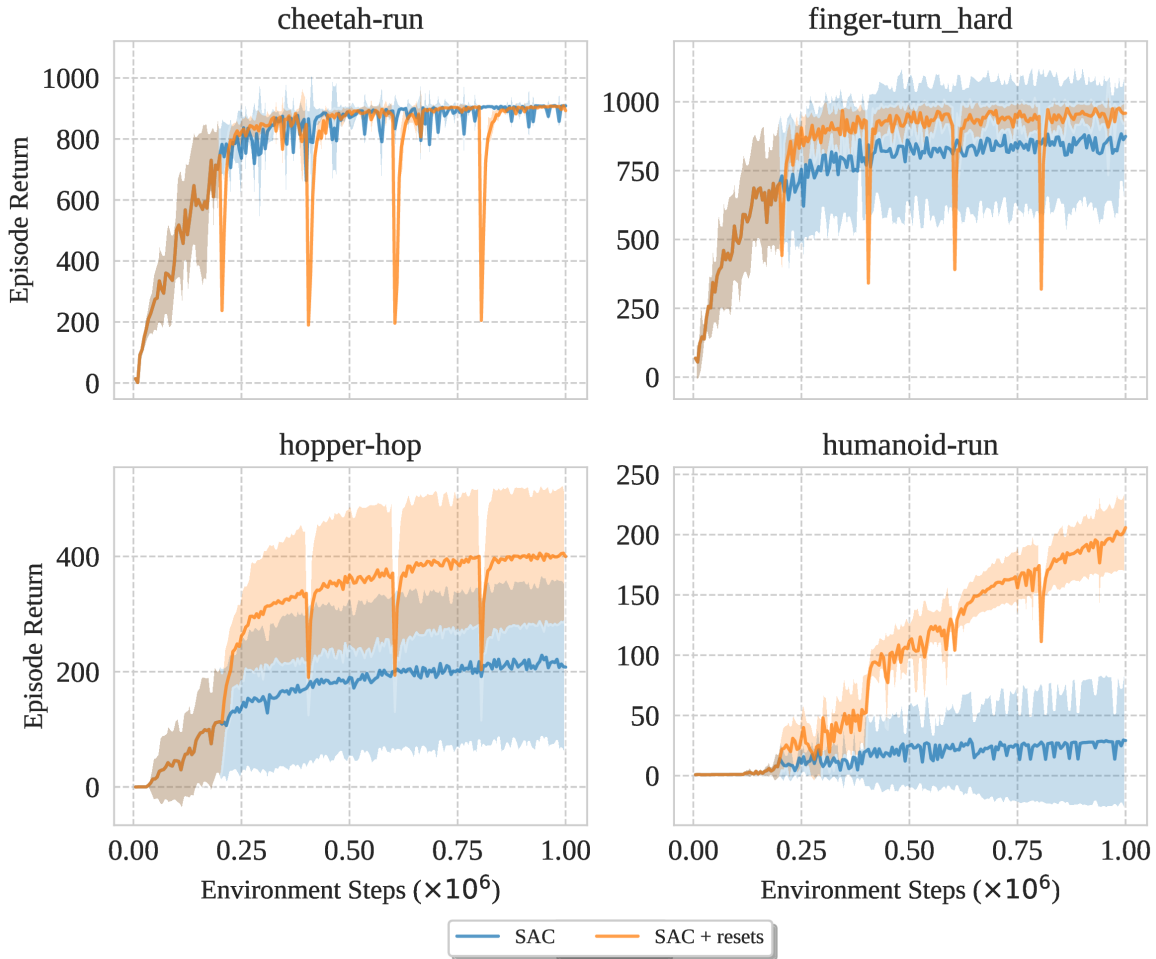 cheetah-run
finger-turn_hard
Episode Return
1000
800
600
400
200
0
1000
750
500
250
0
hopper-hop
humanoid-run
Episode Return
400
200
0
250
200
150
100
50
0
0.00 0.25 0.50 0.75 1.00
0.00 0.25 0.50 0.75 1.00
Environment Steps (×10⁶)
Environment Steps (×10⁶)
SAC
SAC + resets